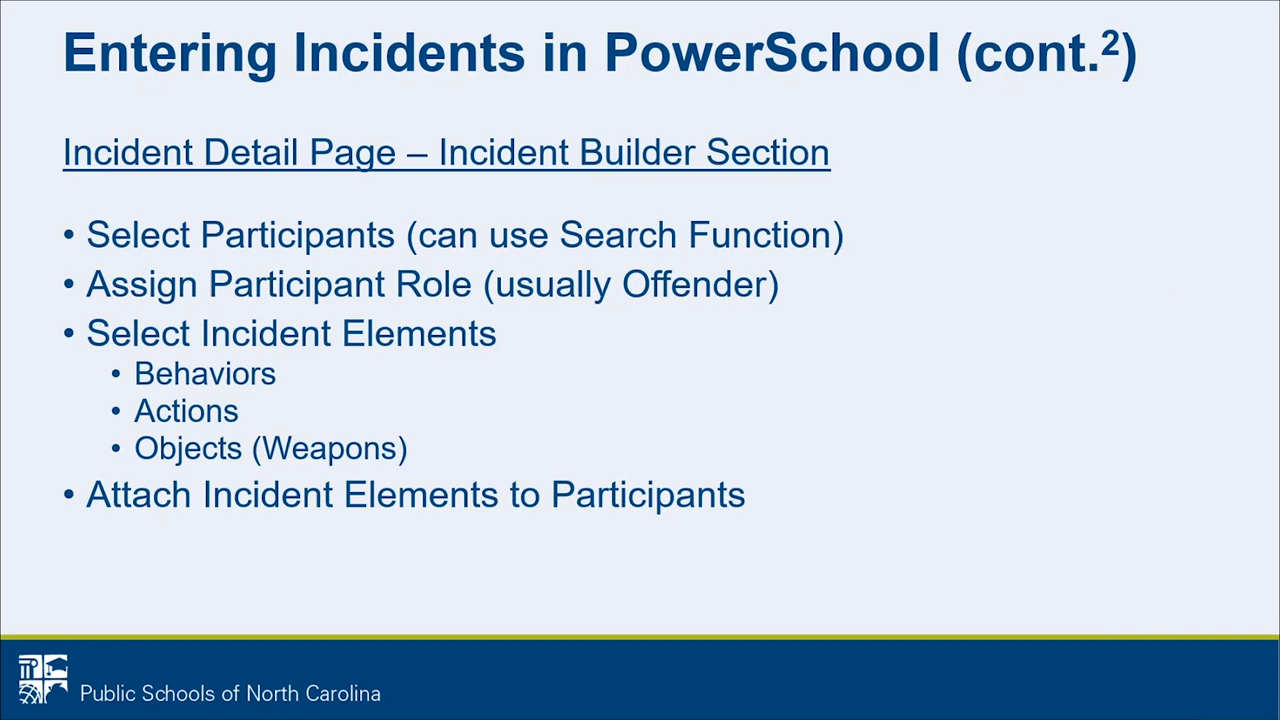 Entering Incidents in PowerSchool (cont.²)
Incident Detail Page – Incident Builder Section
• Select Participants (can use Search Function)
• Assign Participant Role (usually Offender)
• Select Incident Elements
• Behaviors
• Actions
• Objects (Weapons)
• Attach Incident Elements to Participants
Public Schools of North Carolina